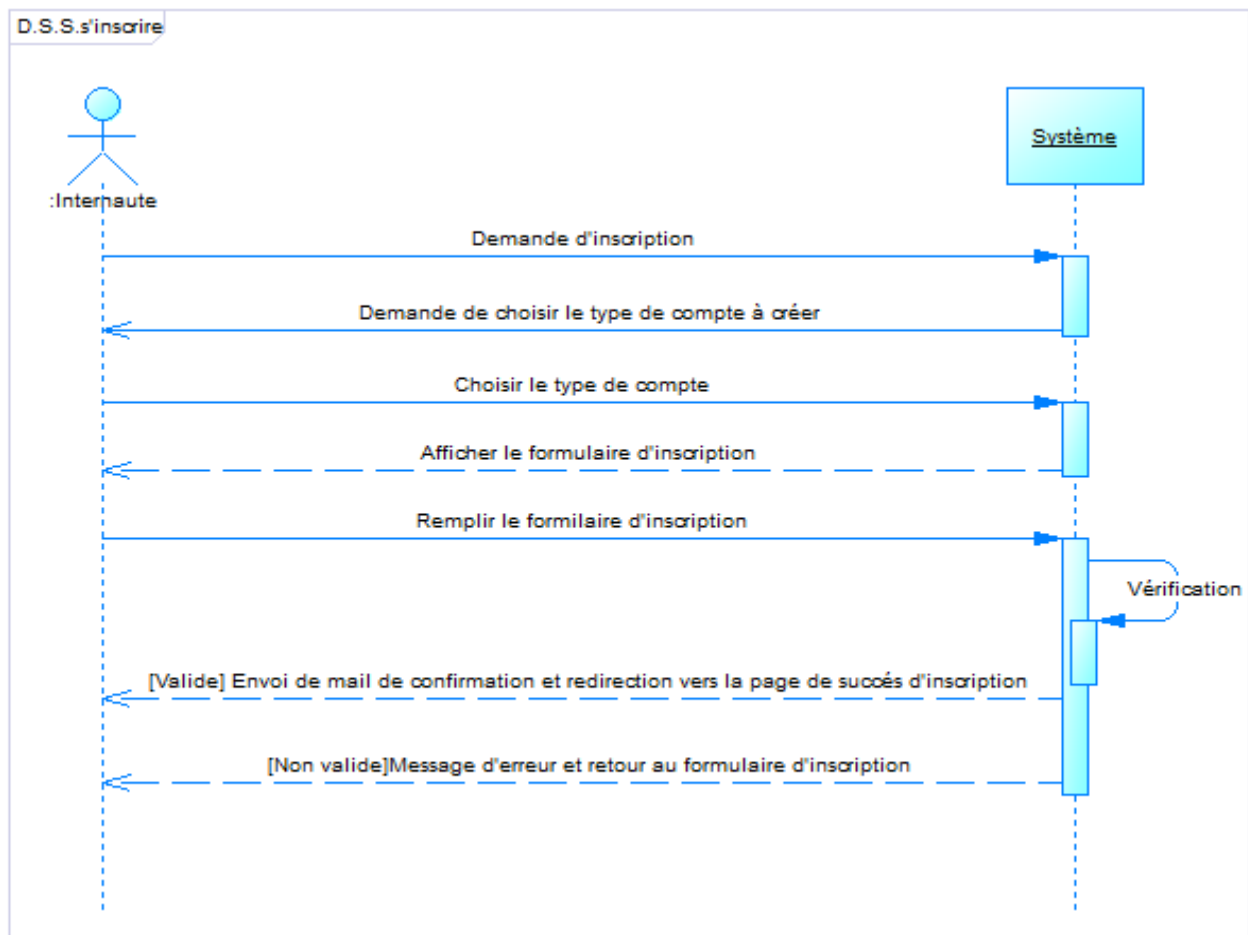 D.S.S.s'inscrire
Système
:Internaute
Demande d'inscription
Demande de choisir le type de compte à créer
Choisir le type de compte
Afficher le formulaire d'inscription
Remplir le formilaire d'inscription
Vérification
[Valide] Envoi de mail de confirmation et redirection vers la page de succés d'inscription
[Non valide]Message d'erreur et retour au formulaire d'inscription